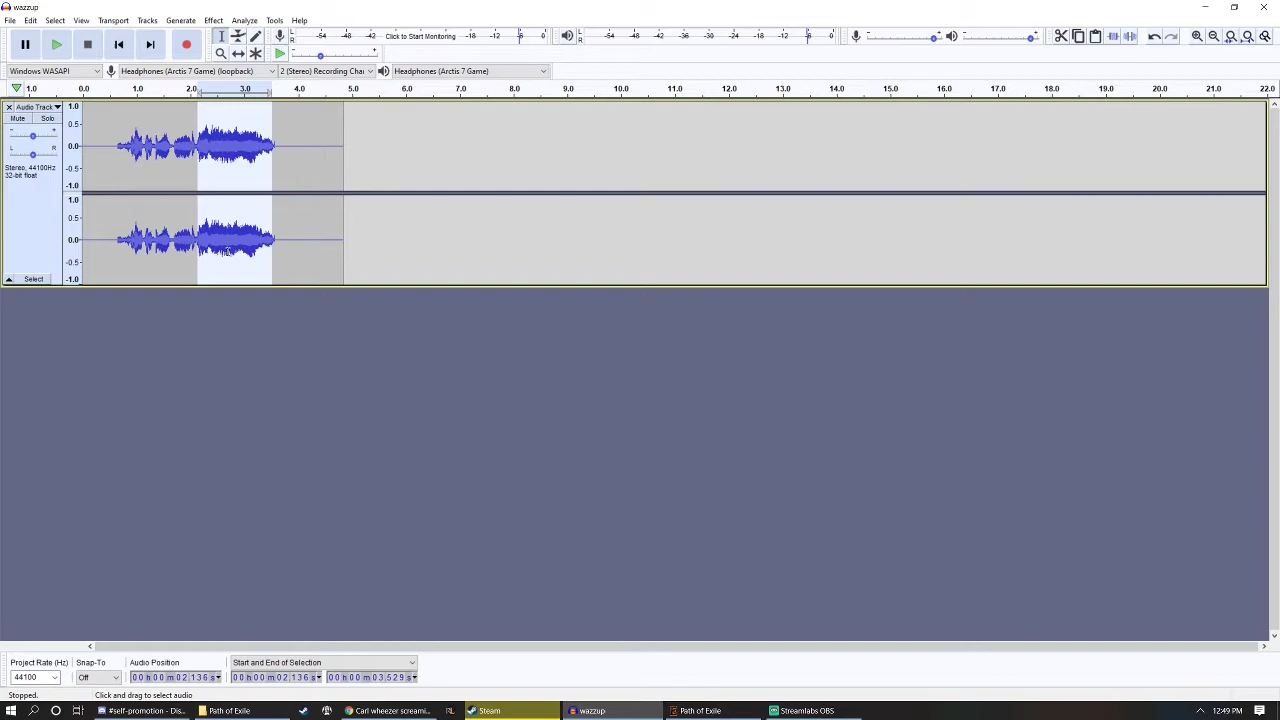 wazzup
File Edit Select View Transport Tracks Generate Effect Analyze Tools Help
L R -54 -48 -42 Click to Start Monitoring -18 -12 -6 0
L R -54 -48 -42 -36 -30 -24 -18 -12 -6 0
Windows WASAPI Headphones (Arctis 7 Game) (loopback) 2 (Stereo) Recording Chan Headphones (Arctis 7 Game)
1.0 0.0 1.0 2.0 3.0 4.0 5.0 6.0 7.0 8.0 9.0 10.0 11.0 12.0 13.0 14.0 15.0 16.0 17.0 18.0 19.0 20.0 21.0 22.0
Audio Track
Mute Solo
- +
L R
Stereo, 44100Hz
32-bit float
Select
1.0
0.5
0.0
-0.5
-1.0
1.0
0.5
0.0
-0.5
-1.0
Project Rate (Hz) Snap-To Audio Position Start and End of Selection
44100 Off 00 h 00 m 02.136 s 00 h 00 m 02.136 s 00 h 00 m 03.529 s
Stopped. Click and drag to select audio
#self-promotion - Dis... Path of Exile Carl wheezer screami... RL Steam wazzup Path of Exile Streamlabs OBS 12:49 PM